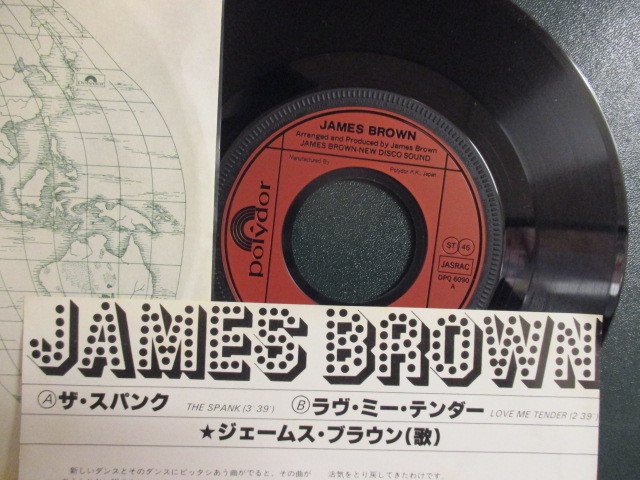 JAMES BROWN
Arranged and Produced by James Brown
JAMES BROWN-NEW DISCO SOUND
Manufactured by
Polydor K.K., Japan
polydor
ST 45
JASRAC
DPQ 6090
A
JAMES BROWN
Ⓐザ・スパンク THE SPANK (3'39") Ⓑラヴ・ミー・テンダー LOVE ME TENDER (2'39")
★ジェームス・ブラウン(歌)
新しいダンスとそのダンスにピッタンあう曲がでると、その曲が
活気をとり戻してきたわけです。